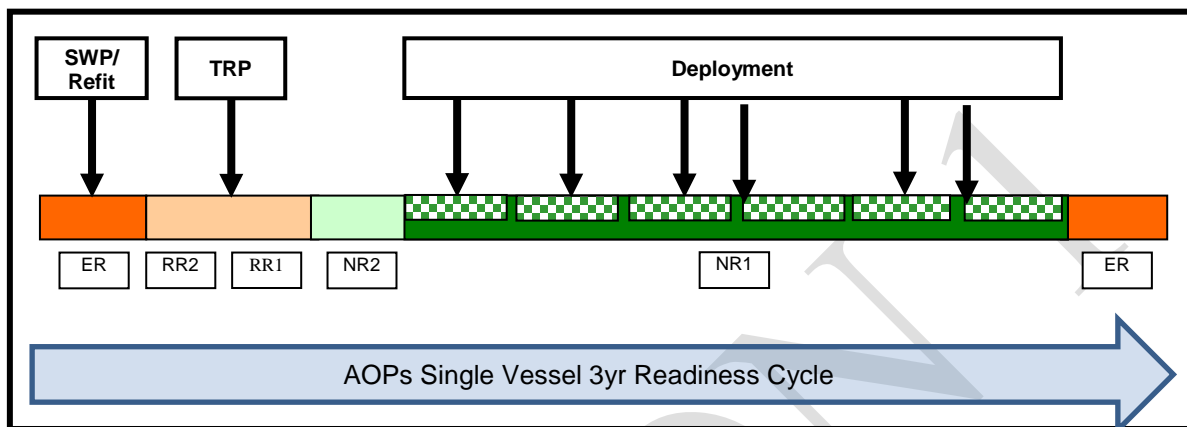 SWP/
Refit
TRP
Deployment
ER
RR2
RR1
NR2
NR1
ER
AOPs Single Vessel 3yr Readiness Cycle